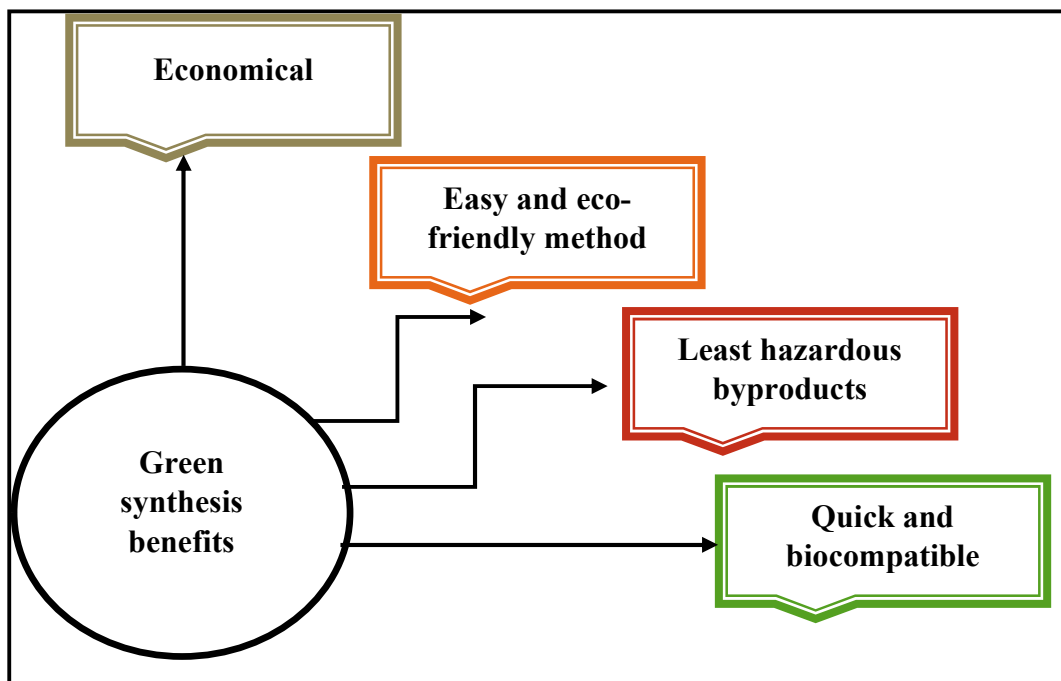 Economical
Easy and eco-
friendly method
Least hazardous
byproducts
Green
synthesis
benefits
Quick and
biocompatible